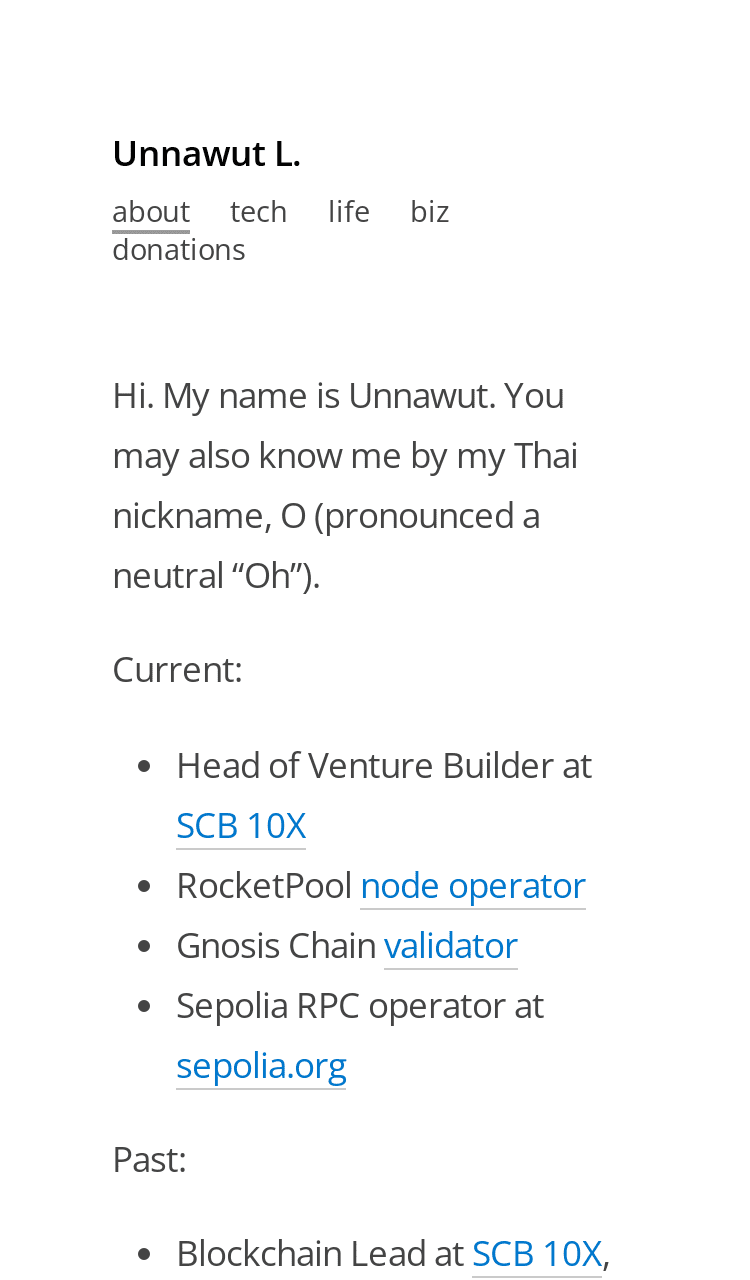 Unnawut L.
about tech life biz
donations
Hi. My name is Unnawut. You
may also know me by my Thai
nickname, O (pronounced a
neutral “Oh”).
Current:
• Head of Venture Builder at
SCB 10X
• RocketPool node operator
• Gnosis Chain validator
• Sepolia RPC operator at
sepolia.org
Past:
• Blockchain Lead at SCB 10X,